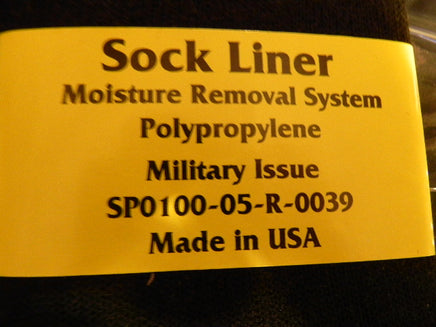 Sock Liner
Moisture Removal System
Polypropylene
Military Issue
SP0100-05-R-0039
Made in USA